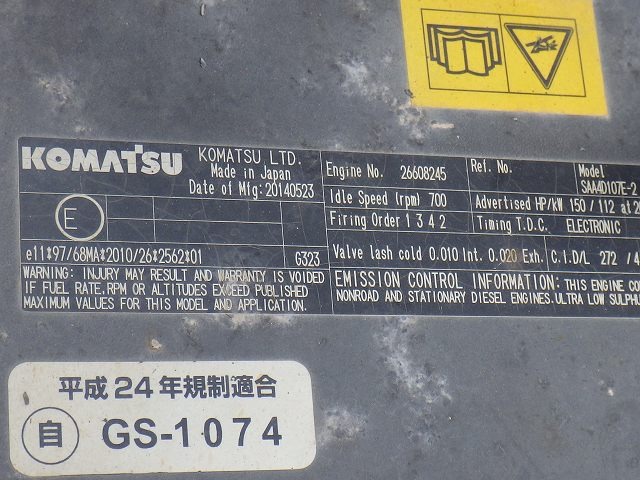 KOMATSU KOMATSU LTD.
Made in Japan
Date of Mfg:20140523
E
e11*97/68MA*2010/26*2562*01 G323
WARNING: INJURY MAY RESULT AND WARRANTY IS VOIDED
IF FUEL RATE,RPM OR ALTITUDES EXCEED PUBLISHED
MAXIMUM VALUES FOR THIS MODEL AND APPLICATION.
Engine No. 26608245 Ref.No. Model
SAA4D107E-2
Idle Speed (rpm) 700 Advertised HP/KW 150 / 112 at
Firing Order 1 3 4 2 Timing T.D.C. ELECTRONIC
Valve lash cold 0.010 Int. 0.020 Exh. C.I.D/L 272 / 4
EMISSION CONTROL INFORMATION: THIS ENGINE
NONROAD AND STATIONARY DIESEL ENGINES.ULTRA LOW
平成24年規制適合
自 GS-1074